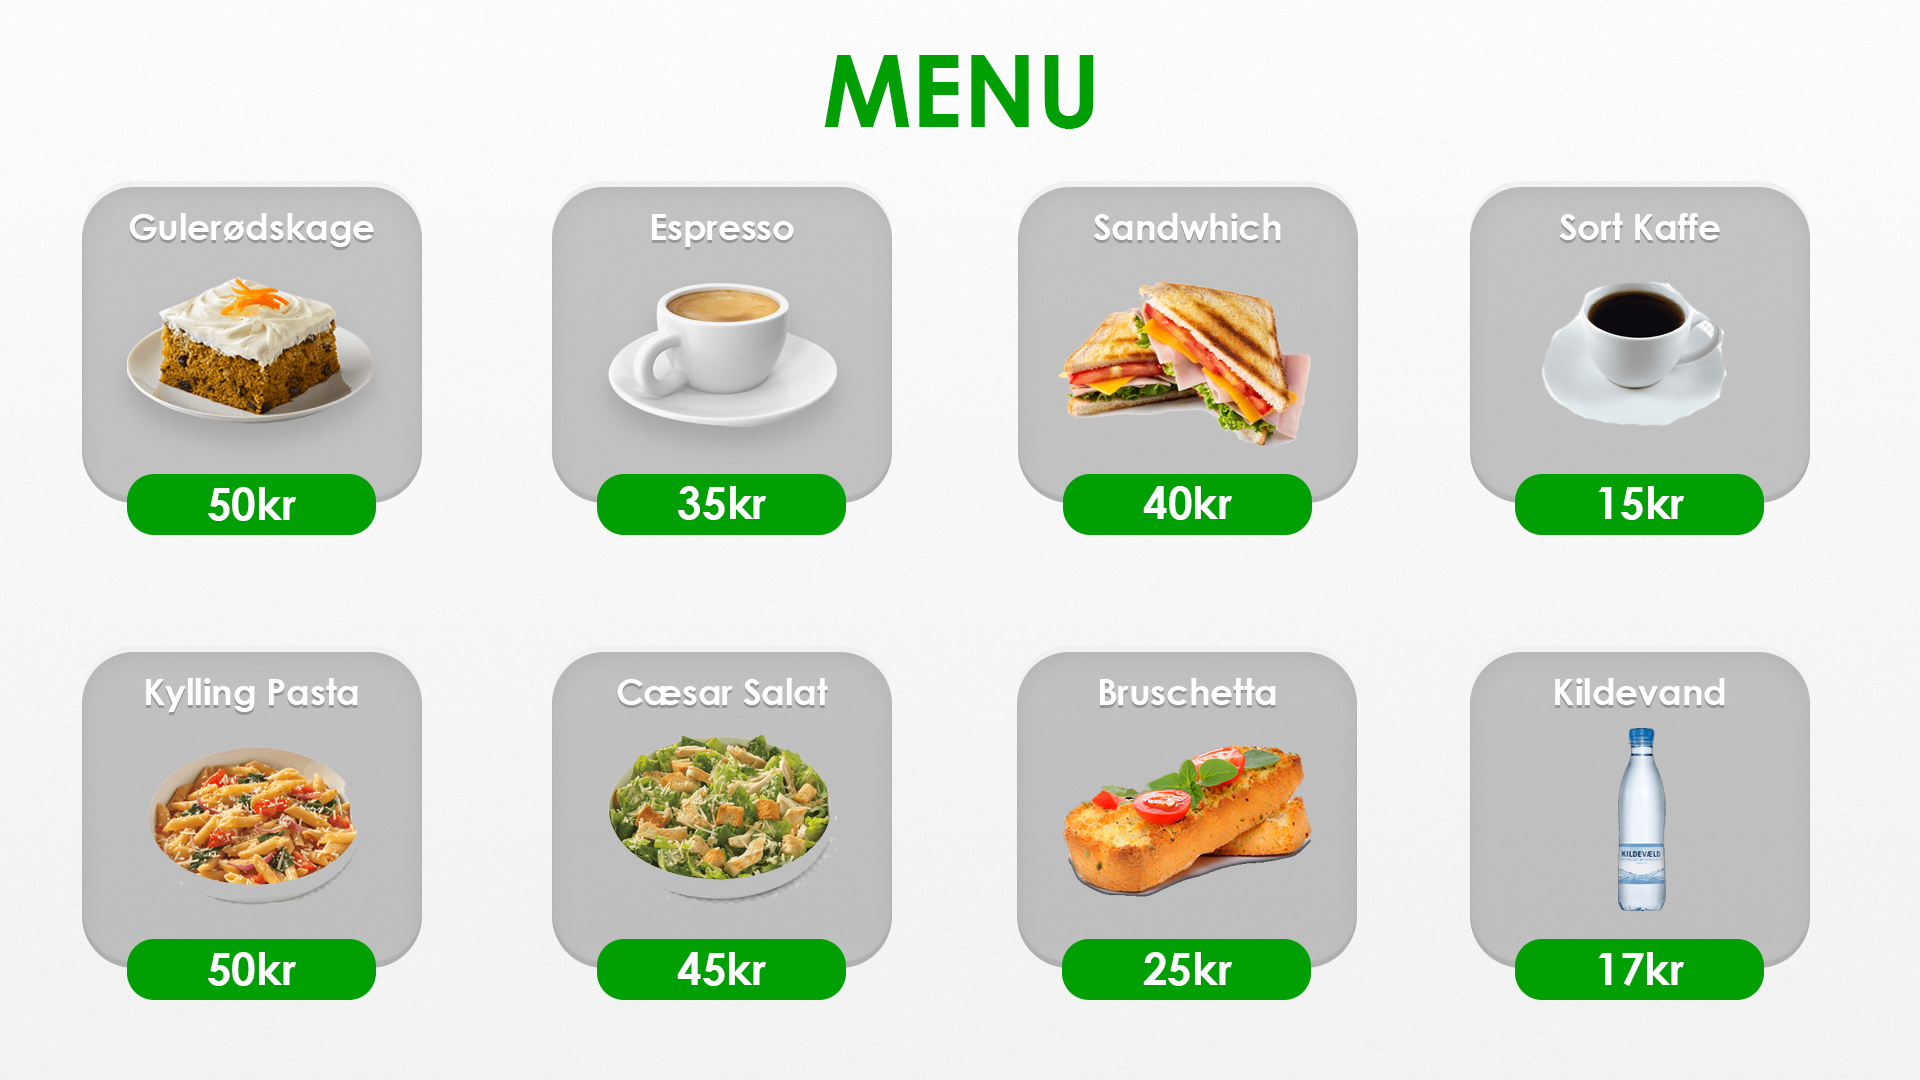 MENU
Gulerødskage
Espresso
Sandwhich
Sort Kaffe
50kr
35kr
40kr
15kr
Kylling Pasta
Cæsar Salat
Bruschetta
Kildevand
KILDEVÆLD
50kr
45kr
25kr
17kr